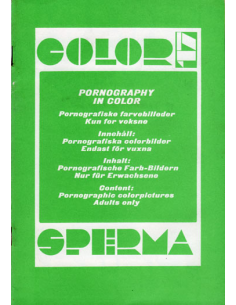 COLOR 17
PORNOGRAPHY
IN COLOR
Pornografiske farvebilleder
Kun for voksne
Innehåll:
Pornografiska colorbilder
Endast för vuxna
Inhalt:
Pornografische Farb-Bildern
Nur für Erwachsene
Content:
Pornographic colorpictures
Adults only
SPERMA